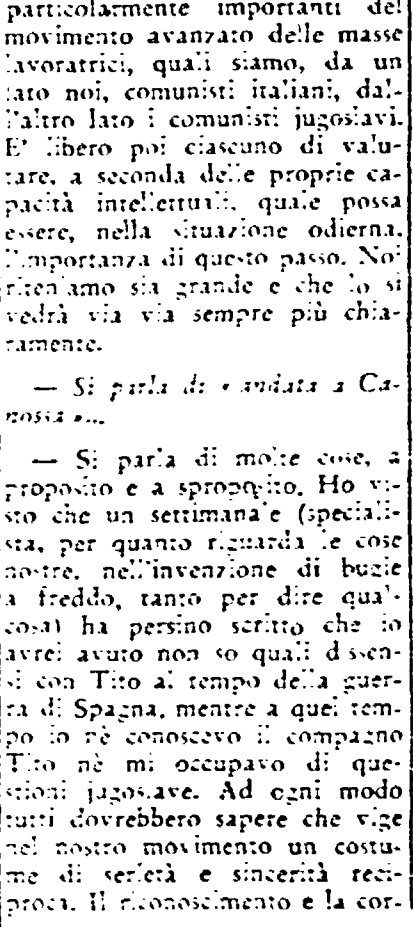 particolarmente importanti del
movimento avanzato delle masse
lavoratrici, quali siamo, da un
lato noi, comunisti italiani, dal-
l'altro lato i comunisti jugoslavi.
E' libero poi ciascuno di valu-
tare, a seconda delle proprie ca-
pacità intellettuali, quale possa
essere, nella situazione odierna,
l'importanza di questo passo. Noi
riteniamo sia grande e che lo si
vedrà via via sempre più chia-
ramente.
— Si parla di « andata a Ca-
nossa »...
— Si parla di molte cose, a
proposito e a sproposito. Ho vi-
sto che un settimanale (speciali-
sta, per quanto riguarda le cose
nostre, nell'invenzione di bugie
a freddo, tanto per dire qual-
cosa) ha persino scritto che io
avrei avuto non so quali dissen-
si con Tito al tempo della guer-
ra di Spagna, mentre a quel tem-
po io nè conoscevo il compagno
Tito nè mi occupavo di que-
stioni jugoslave. Ad ogni modo
tutti dovrebbero sapere che vige
nel nostro movimento un costu-
me di serietà e sincerità reci-
proca. Il riconoscimento e la cor-